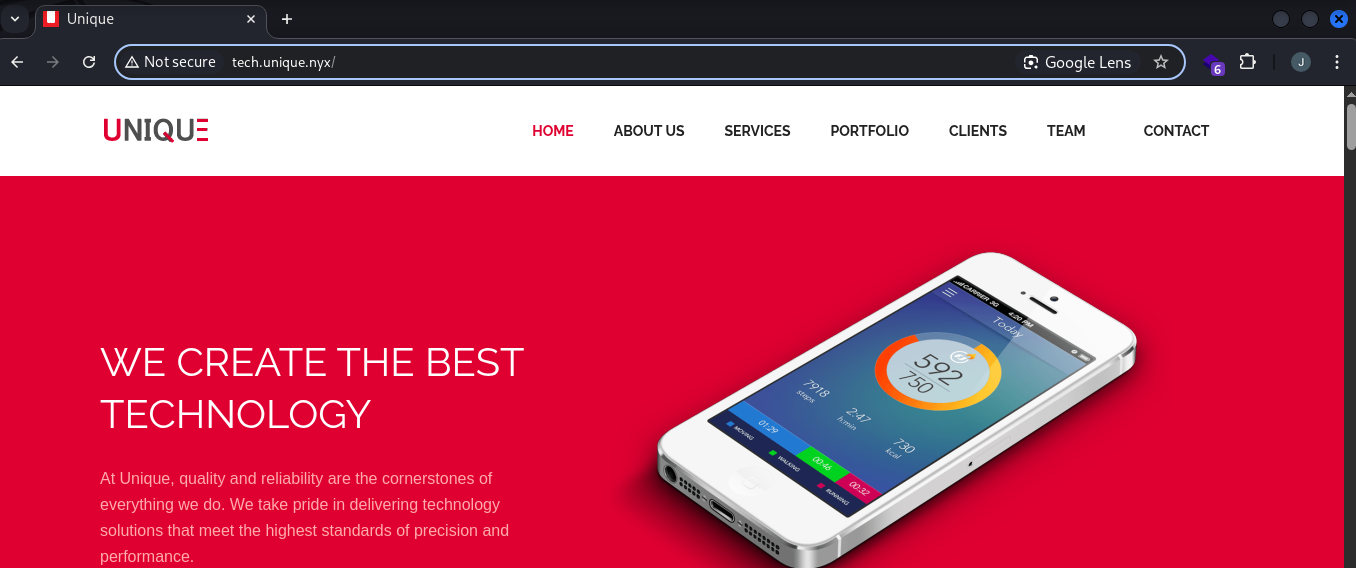 Unique
Not secure tech.unique.nyx/ Google Lens 6 J
UNIQUE HOME ABOUT US SERVICES PORTFOLIO CLIENTS TEAM CONTACT
CARRIER 3G 4:20 PM
Today
592
750
7918
steps
2:47
h:min
730
kcal
01:29
00:46
00:32
MOVING
WALKING
RUNNING
WE CREATE THE BEST
TECHNOLOGY
At Unique, quality and reliability are the cornerstones of
everything we do. We take pride in delivering technology
solutions that meet the highest standards of precision and
performance.